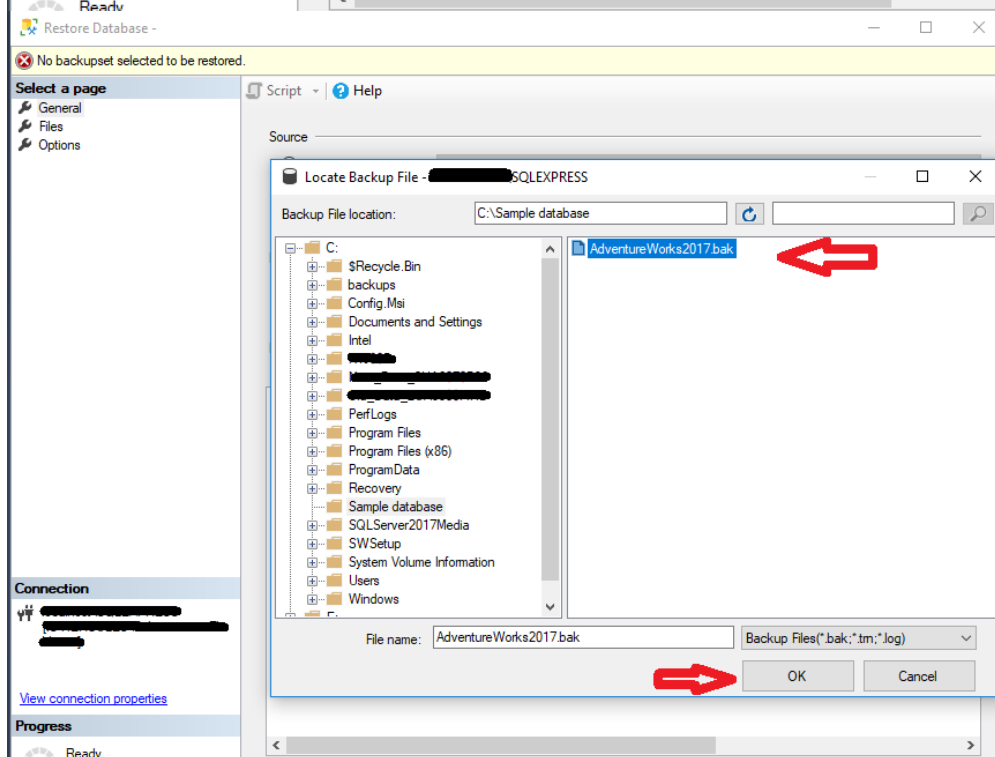 Ready
Restore Database -
No backupset selected to be restored.
Select a page
General
Files
Options
Script
Help
Source
Locate Backup File -
SQLEXPRESS
Backup File location:
C:\Sample database
C:
$Recycle.Bin
backups
Config.Msi
Documents and Settings
Intel
PerfLogs
Program Files
Program Files (x86)
ProgramData
Recovery
Sample database
SQLServer2017Media
SWSetup
System Volume Information
Users
Windows
AdventureWorks2017.bak
File name:
AdventureWorks2017.bak
Backup Files(*.bak;*.trn;*.log)
OK
Cancel
Connection
View connection properties
Progress
Ready